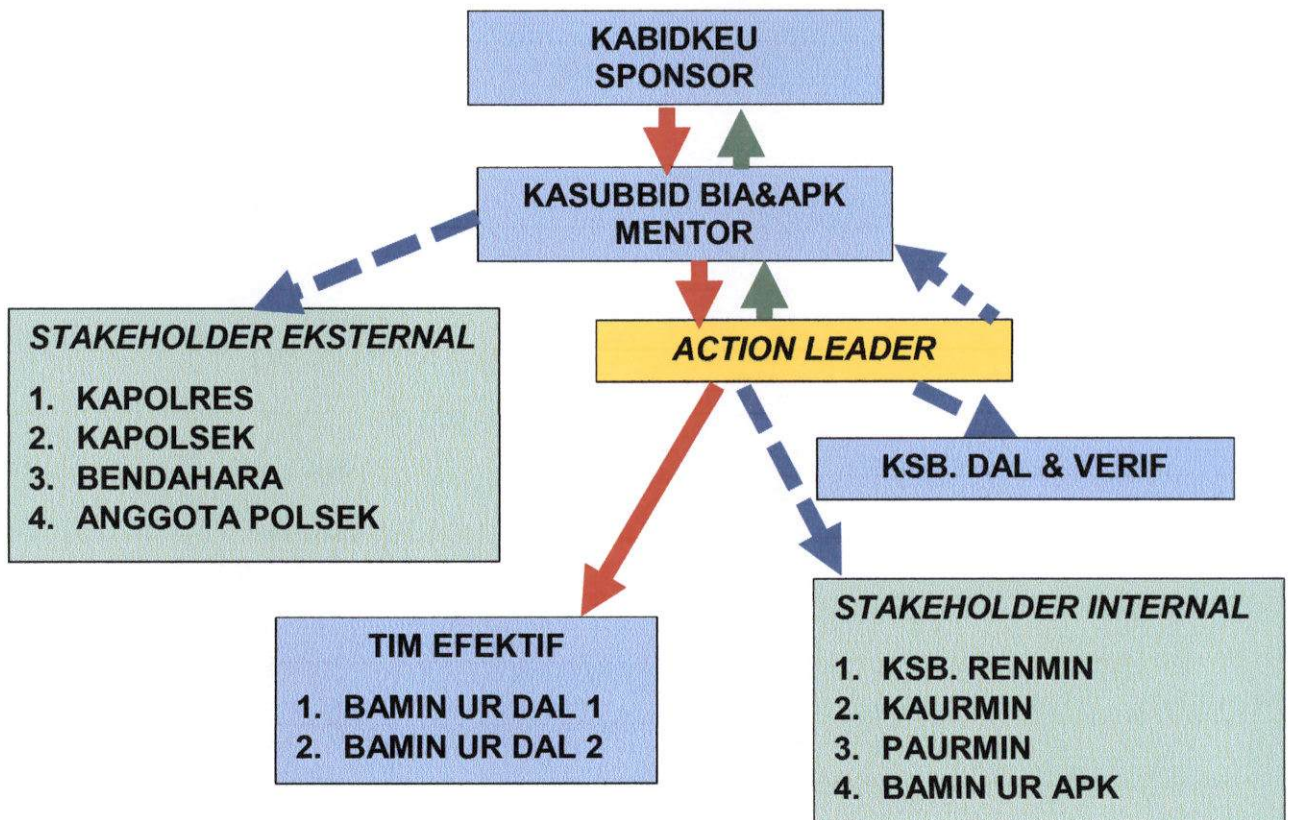 KABIDKEU
SPONSOR
KASUBBID BIA&APK
MENTOR
STAKEHOLDER EKSTERNAL
1. KAPOLRES
2. KAPOLSEK
3. BENDAHARA
4. ANGGOTA POLSEK
ACTION LEADER
KSB. DAL & VERIF
TIM EFEKTIF
1. BAMIN UR DAL 1
2. BAMIN UR DAL 2
STAKEHOLDER INTERNAL
1. KSB. RENMIN
2. KAURMIN
3. PAURMIN
4. BAMIN UR APK